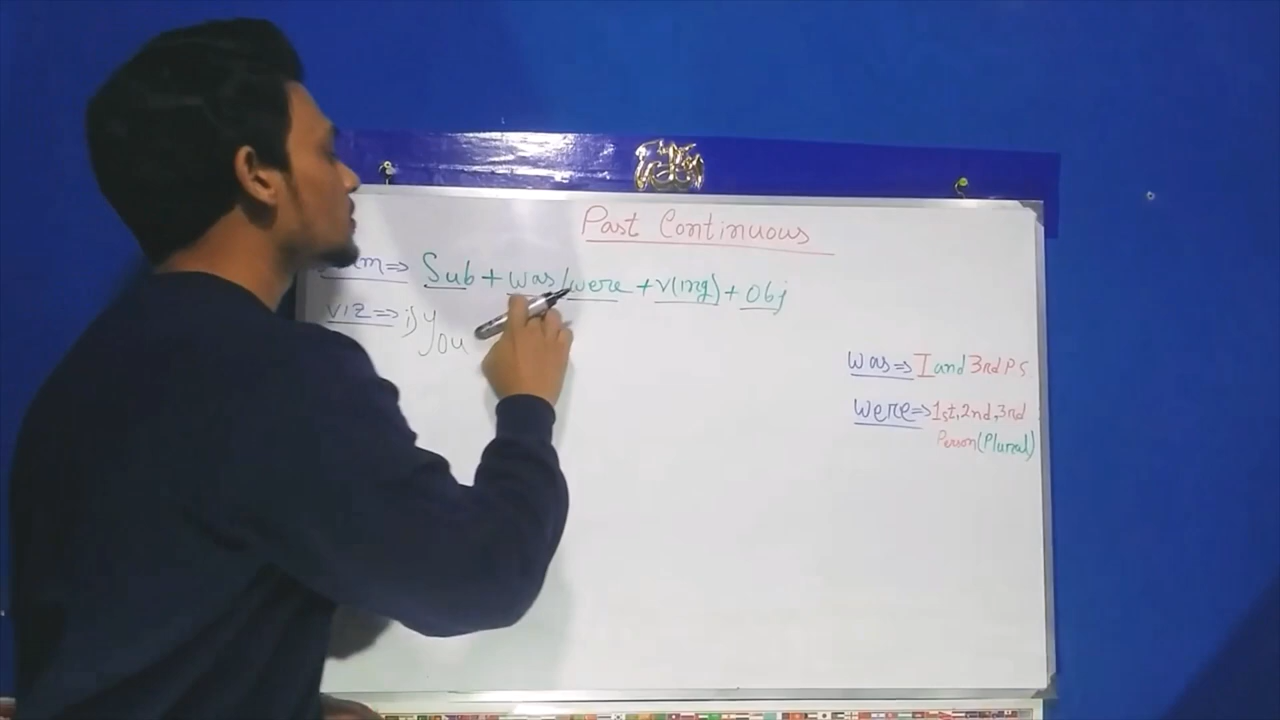 Past Continuous
Sub + was/were + v(ing) + Obj
viz => i) You
was => I and 3rd P S
were => 1st, 2nd, 3rd
Person (Plural)